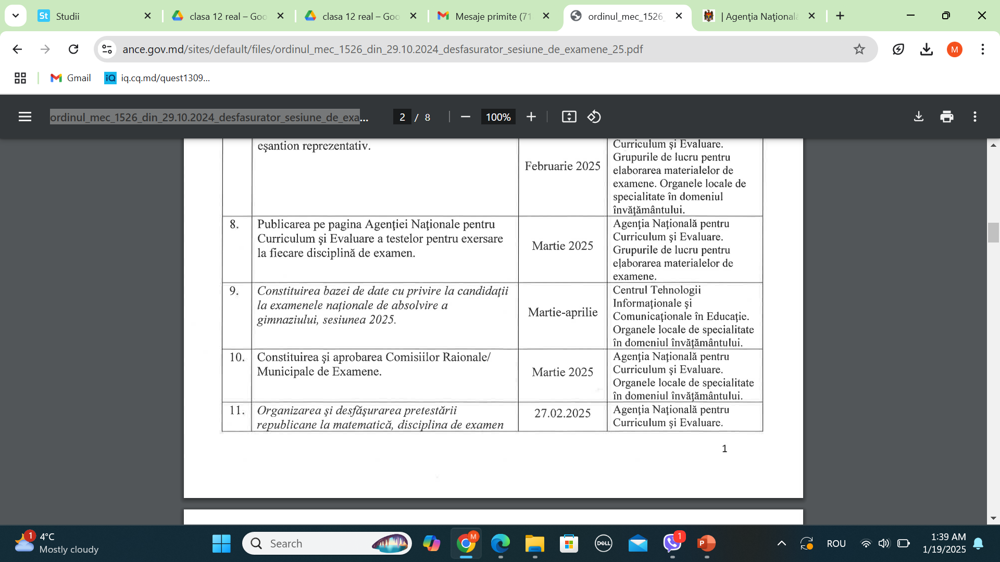 Studii
clasa 12 real – Goo
clasa 12 real – Goo
Mesaje primite (71
ordinul_mec_1526_
| Agenţia Naţională
ance.gov.md/sites/default/files/ordinul_mec_1526_din_29.10.2024_desfasurator_sesiune_de_examene_25.pdf
M
Gmail
iq.cq.md/quest1309...
ordinul_mec_1526_din_29.10.2024_desfasurator_sesiune_de_exa...
2 / 8
100%
eşantion reprezentativ.
Februarie 2025
Curriculum şi Evaluare.
Grupurile de lucru pentru
elaborarea materialelor de
examene. Organele locale de
specialitate în domeniul
învăţământului.
8.
Publicarea pe pagina Agenţiei Naţionale pentru
Curriculum şi Evaluare a testelor pentru exersare
la fiecare disciplină de examen.
Martie 2025
Agenţia Naţională pentru
Curriculum şi Evaluare.
Grupurile de lucru pentru
elaborarea materialelor de
examene.
9.
Constituirea bazei de date cu privire la candidaţii
la examenele naționale de absolvire a
gimnaziului, sesiunea 2025.
Martie-aprilie
Centrul Tehnologii
Informaţionale şi
Comunicaţionale în Educaţie.
Organele locale de specialitate
în domeniul învăţământului.
10.
Constituirea şi aprobarea Comisiilor Raionale/
Municipale de Examene.
Martie 2025
Agenţia Naţională pentru
Curriculum şi Evaluare.
Organele locale de specialitate
în domeniul învăţământului.
11.
Organizarea şi desfăşurarea pretestării
republicane la matematică, disciplina de examen
27.02.2025
Agenţia Naţională pentru
Curriculum şi Evaluare.
1
1
4°C
Mostly cloudy
Search
M
DELL
1
P
ROU
1:39 AM
1/19/2025